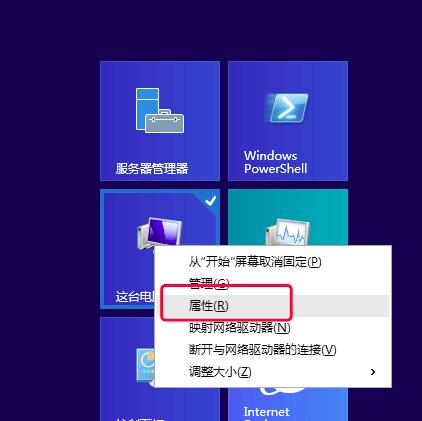 服务器管理器
Windows
PowerShell
这台电
从"开始"屏幕取消固定(P)
管理(G)
属性(R)
映射网络驱动器(N)
断开与网络驱动器的连接(V)
调整大小(Z)
Internet